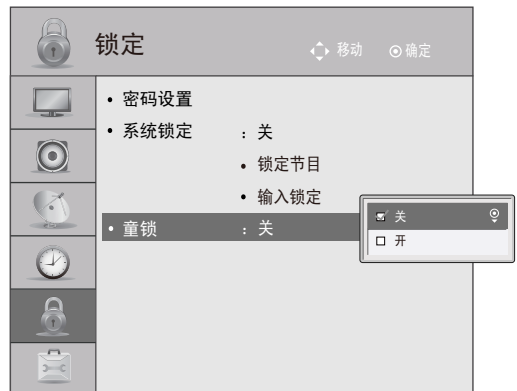 锁定
移动 确定
• 密码设置
• 系统锁定 : 关
• 锁定节目
• 输入锁定
• 童锁 : 关
关
开